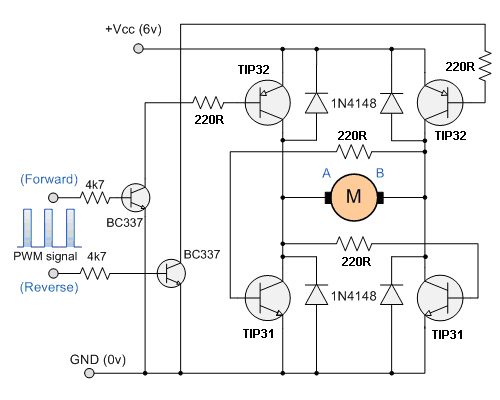 +Vcc (6v)
220R
TIP32
1N4148
220R
TIP32
220R
(Forward)
4k7
A
B
M
BC337
PWM signal
4k7
BC337
220R
(Reverse)
1N4148
TIP31
TIP31
GND (0v)